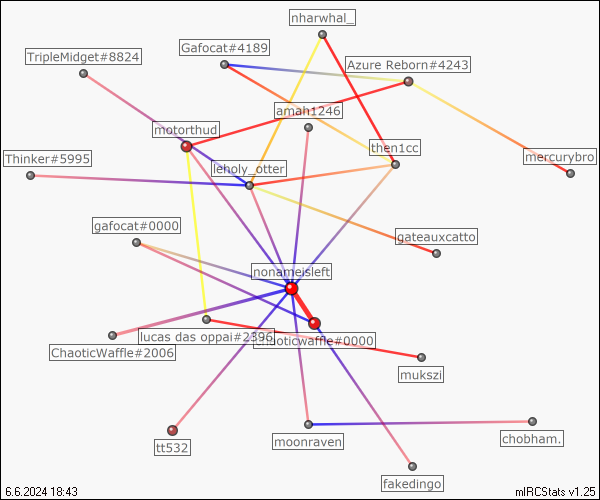 nharwhal_
TripleMidget#8824
Gafocat#4189
Azure Reborn#4243
amah1246
motorthud
then1cc
Thinker#5995
leholy_otter
mercurybro
gafocat#0000
gateauxcatto
nonameisleft
lucas das oppai#2396
chaoticwaffle#0000
ChaoticWaffle#2006
mukszi
tt532
moonraven
chobham.
fakedingo
6.6.2024 18:43
mIRCStats v1.25